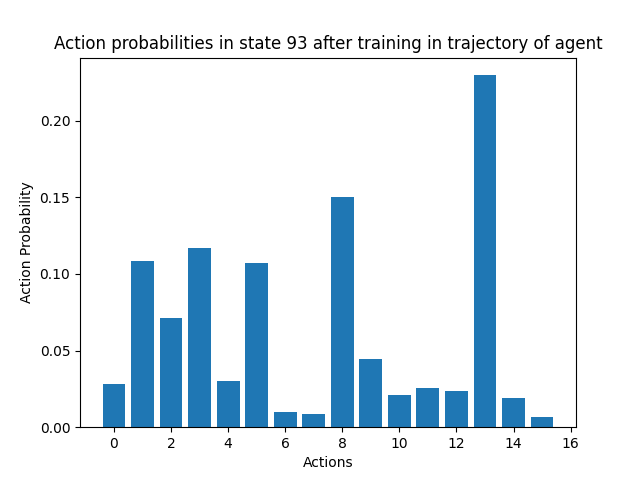 Action probabilities in state 93 after training in trajectory of agent
0.20
0.15
0.10
0.05
0.00
Action Probability
0 2 4 6 8 10 12 14 16
Actions